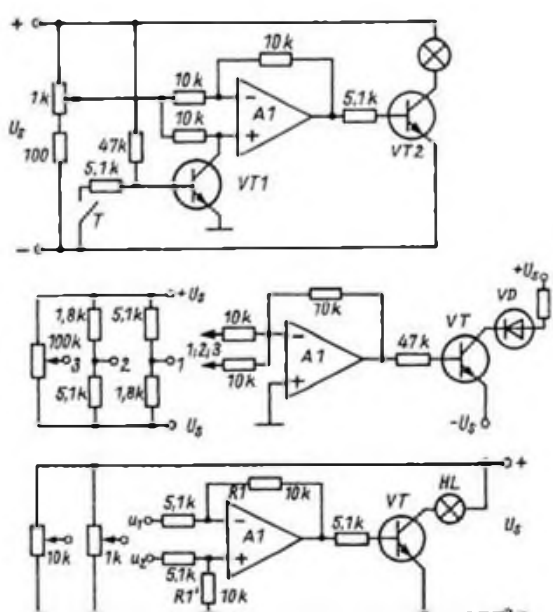 +
10k
1k
10k
10k
A1
−
+
5,1k
VT2
Us
100
47k
5,1k
VT1
T
−
+Us
1,8k
5,1k
100k
3
2
1
5,1k
1,8k
Us
10k
1;2;3
10k
10k
−
A1
+
47k
VT
VD
+Us
−Us
+
10k
1k
u1
5,1k
R1
10k
−
A1
+
u2
5,1k
R1'
10k
5,1k
VT
HL
Us